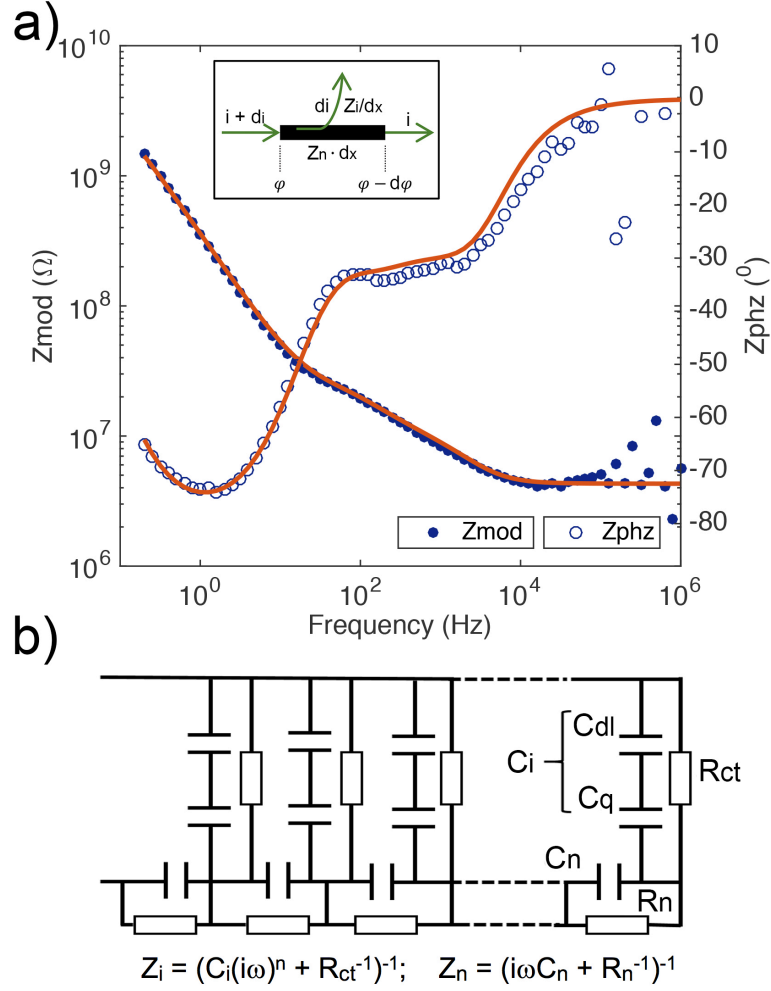 a)
10^10
10^9
10^8
10^7
10^6
Zmod (Ω)
10
0
-10
-20
-30
-40
-50
-60
-70
-80
Zphz (⁰)
i + di
di
Zi/dx
i
Zn · dx
φ
φ – dφ
Zmod
Zphz
10^0
10^2
10^4
10^6
Frequency (Hz)
b)
Cdl
Ci
Cq
Rct
Cn
Rn
Zi = (Ci(iω)^n + Rct^-1)^-1; Zn = (iωCn + Rn^-1)^-1